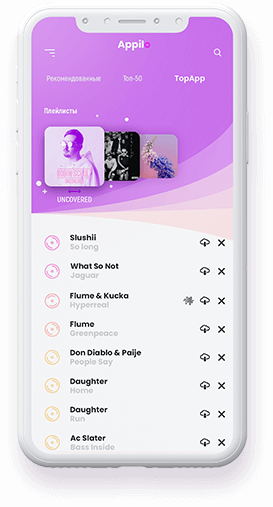 Appilo
Рекомендованные Топ-50 TopApp
Плейлисты
UNCOVERED
Slushii
So long
What So Not
Jaguar
Flume & Kucka
Hyperreal
Flume
Greenpeace
Don Diablo & Paije
People Say
Daughter
Home
Daughter
Run
Ac Slater
Bass Inside